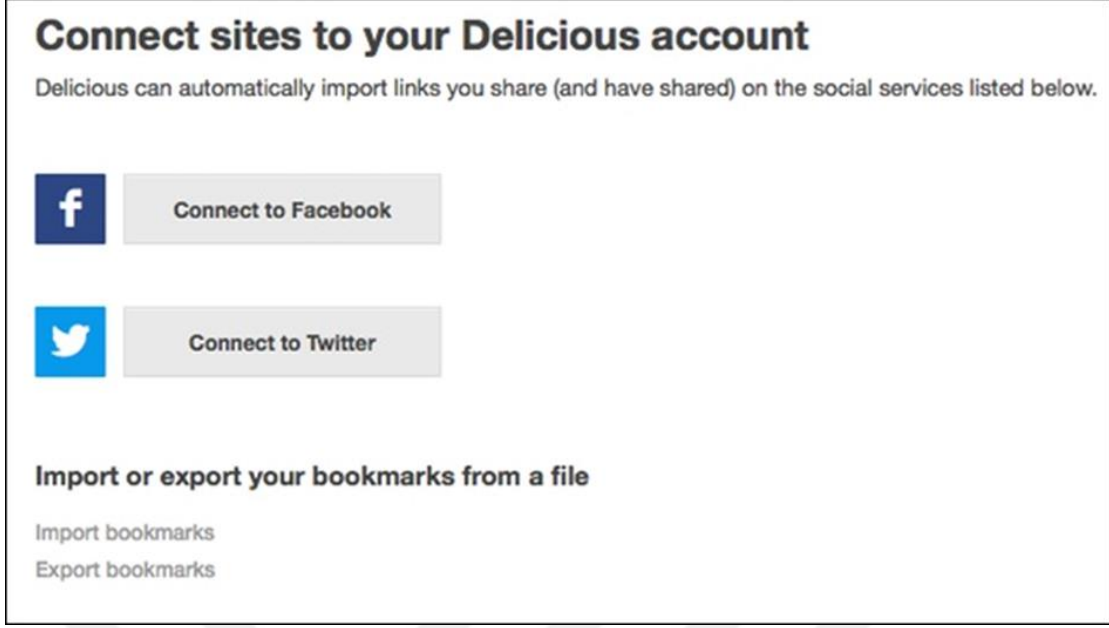 Connect sites to your Delicious account
Delicious can automatically import links you share (and have shared) on the social services listed below.
f
Connect to Facebook
Connect to Twitter
Import or export your bookmarks from a file
Import bookmarks
Export bookmarks